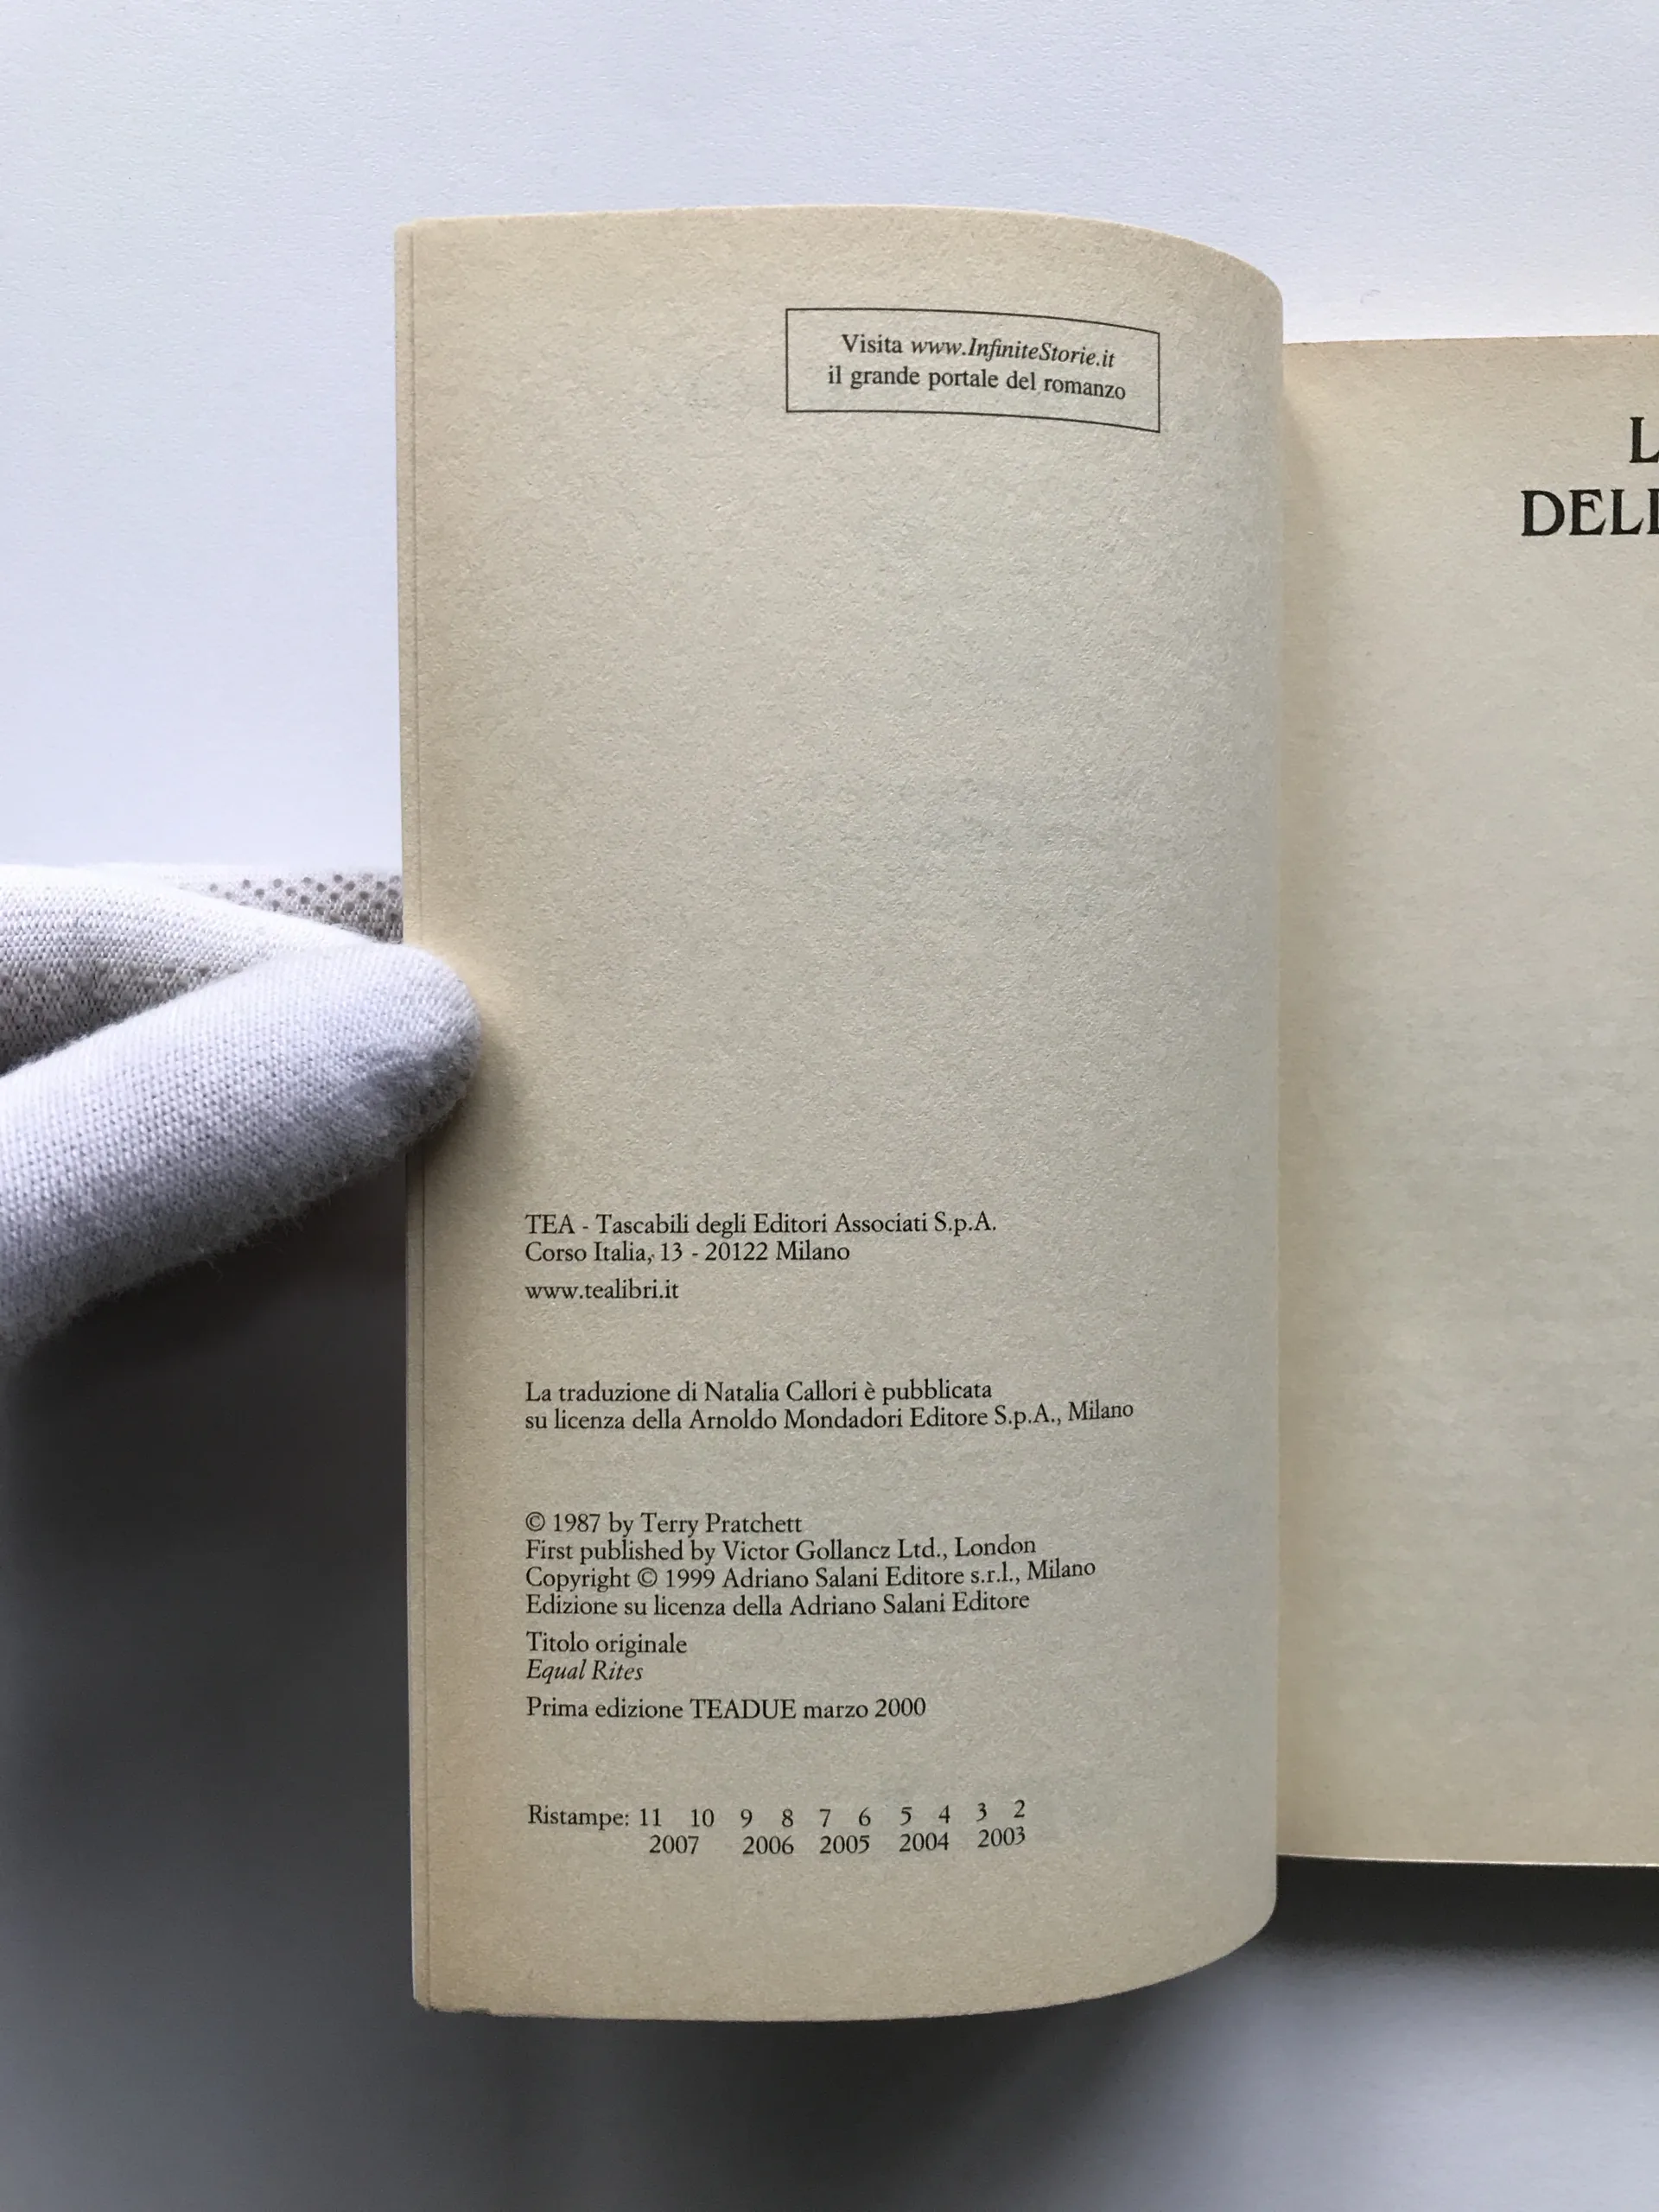 Visita www.InfiniteStorie.it
il grande portale del romanzo
TEA - Tascabili degli Editori Associati S.p.A.
Corso Italia, 13 - 20122 Milano
www.tealibri.it
La traduzione di Natalia Callori è pubblicata
su licenza della Arnoldo Mondadori Editore S.p.A., Milano
© 1987 by Terry Pratchett
First published by Victor Gollancz Ltd., London
Copyright © 1999 Adriano Salani Editore s.r.l., Milano
Edizione su licenza della Adriano Salani Editore
Titolo originale
Equal Rites
Prima edizione TEADUE marzo 2000
Ristampe: 11 10 9 8 7 6 5 4 3 2
2007 2006 2005 2004 2003